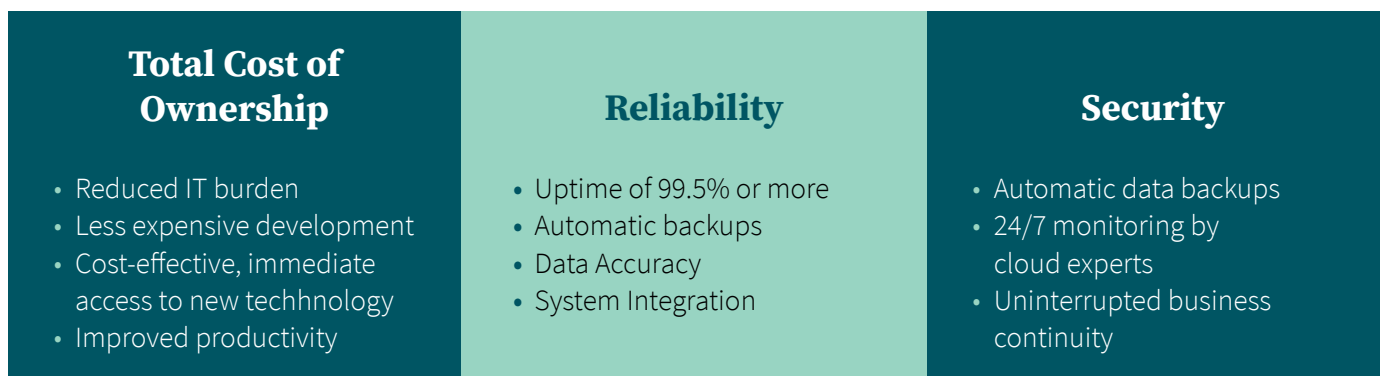 Total Cost of
Ownership
• Reduced IT burden
• Less expensive development
• Cost-effective, immediate
access to new techhnology
• Improved productivity
Reliability
• Uptime of 99.5% or more
• Automatic backups
• Data Accuracy
• System Integration
Security
• Automatic data backups
• 24/7 monitoring by
cloud experts
• Uninterrupted business
continuity